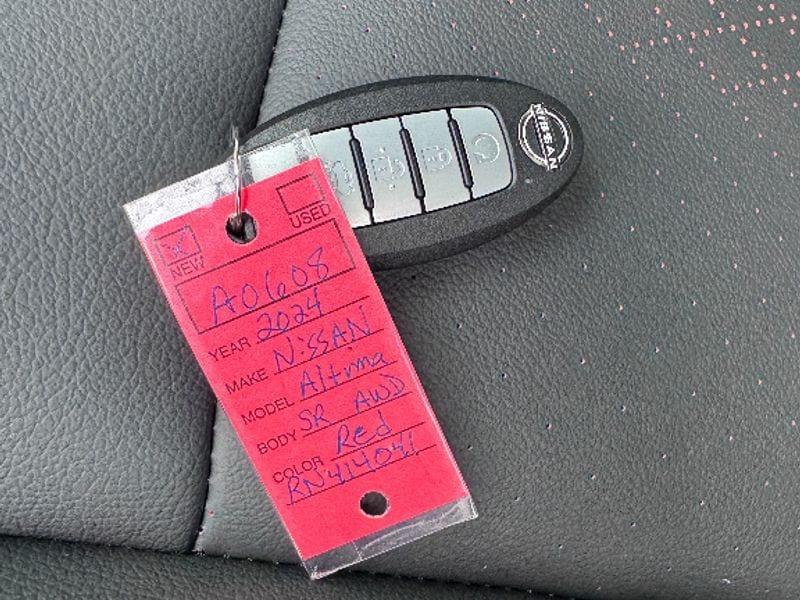 NISSAN
USED
NEW
A0608
YEAR 2024
MAKE NISSAN
MODEL Altima
BODY SR AWD
COLOR Red
RN414041